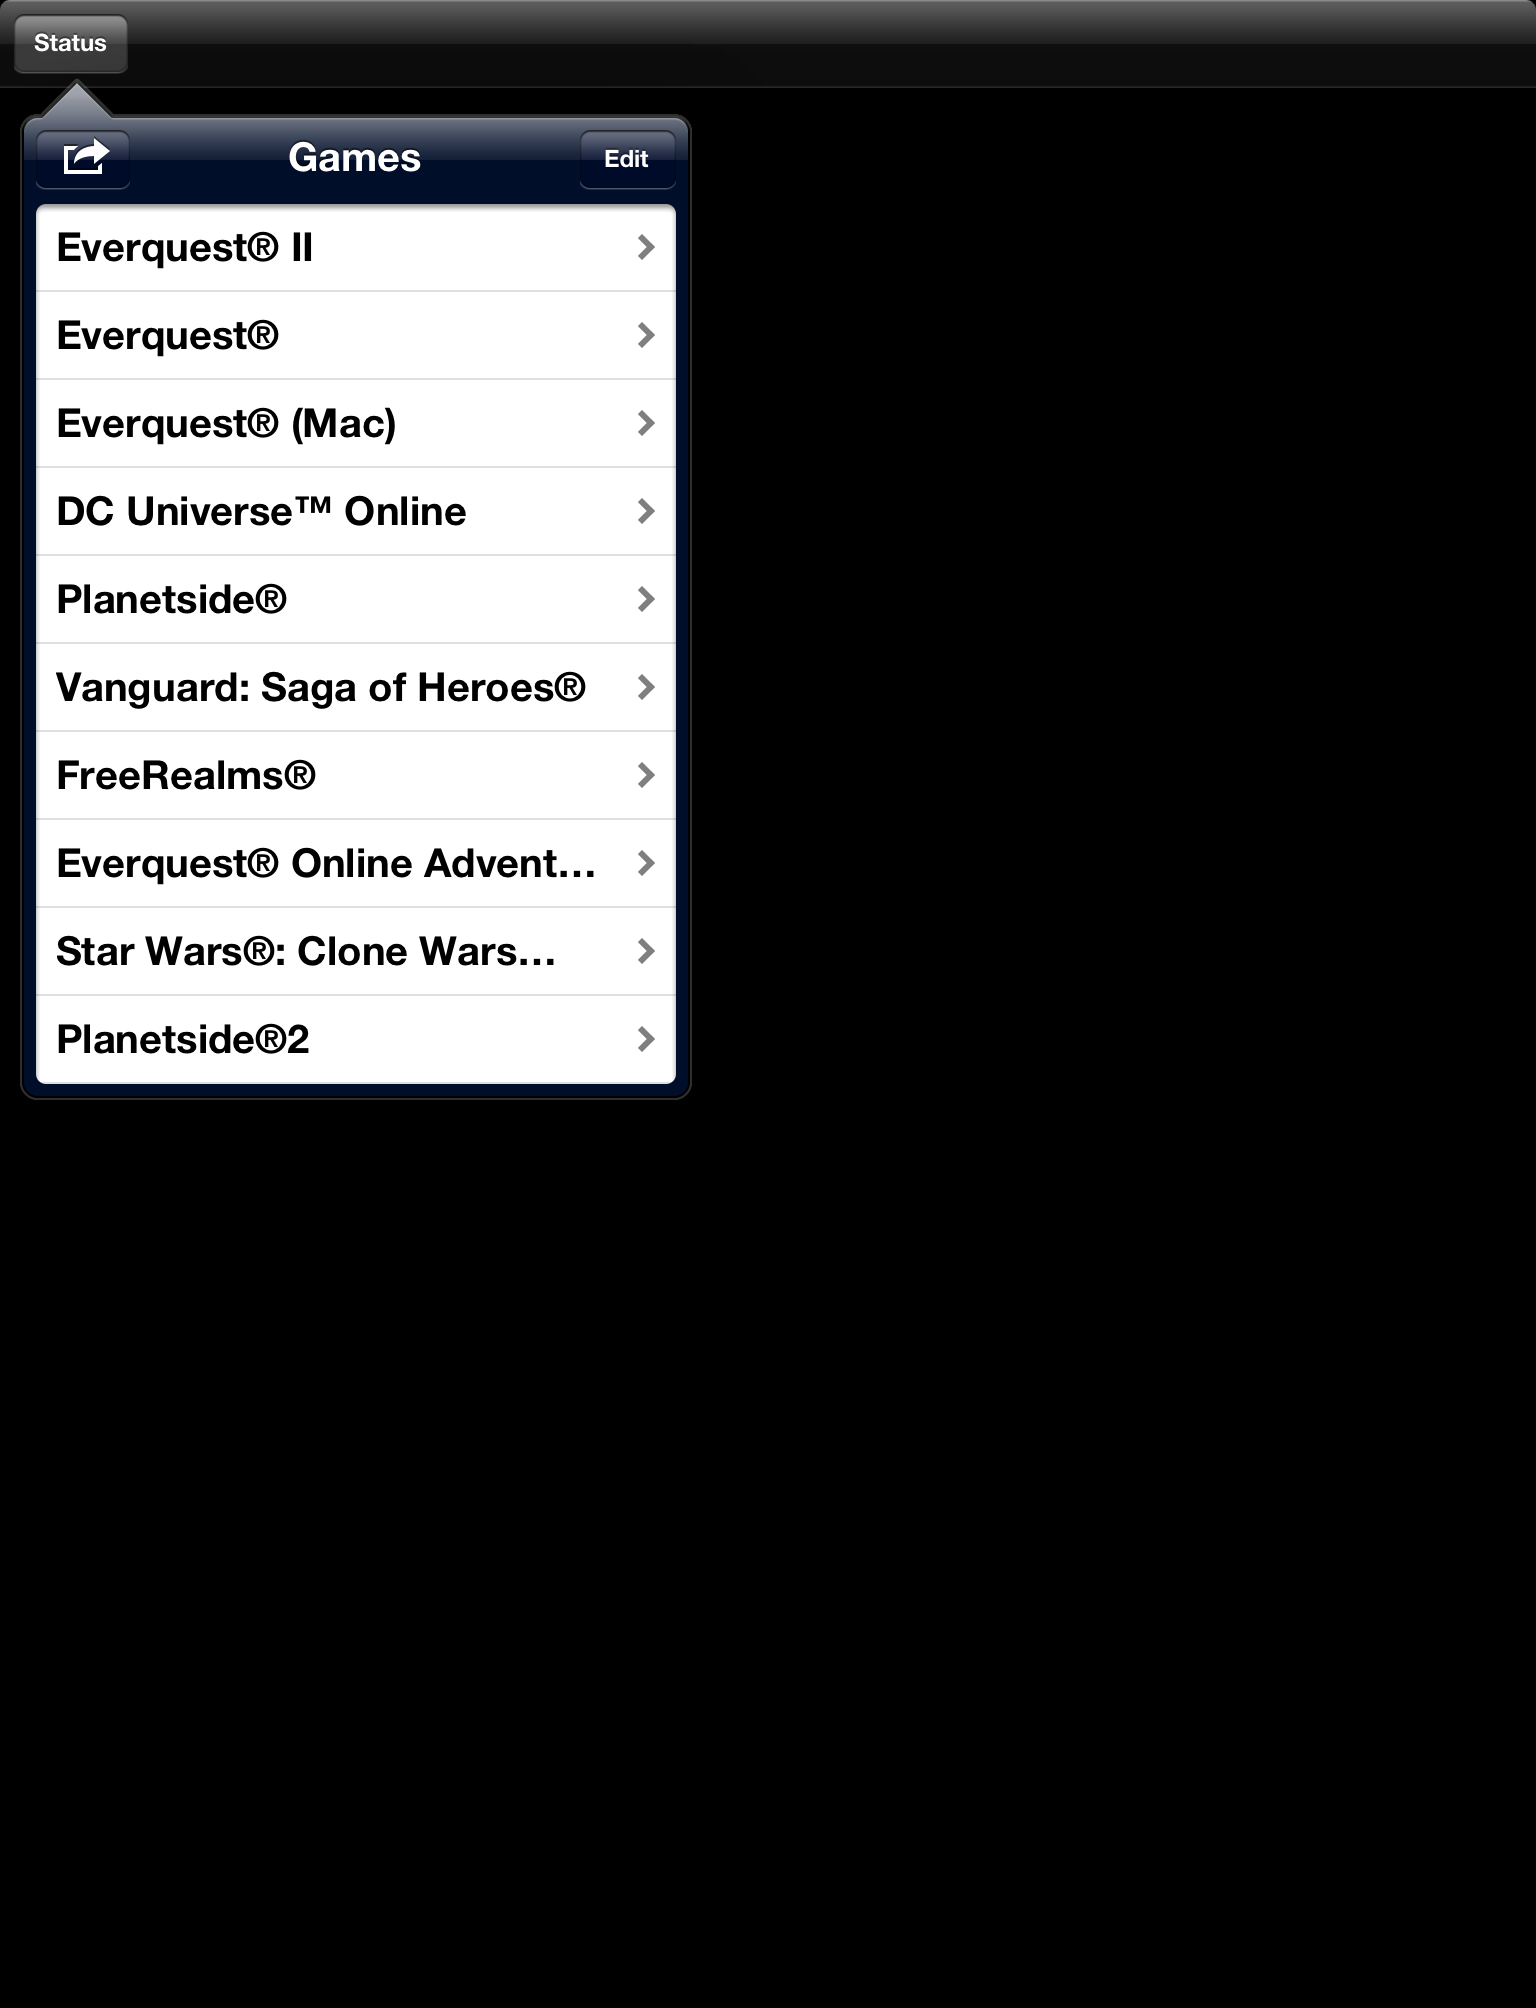 Status
Games
Edit
Everquest® II
Everquest®
Everquest® (Mac)
DC Universe™ Online
Planetside®
Vanguard: Saga of Heroes®
FreeRealms®
Everquest® Online Advent...
Star Wars®: Clone Wars...
Planetside®2